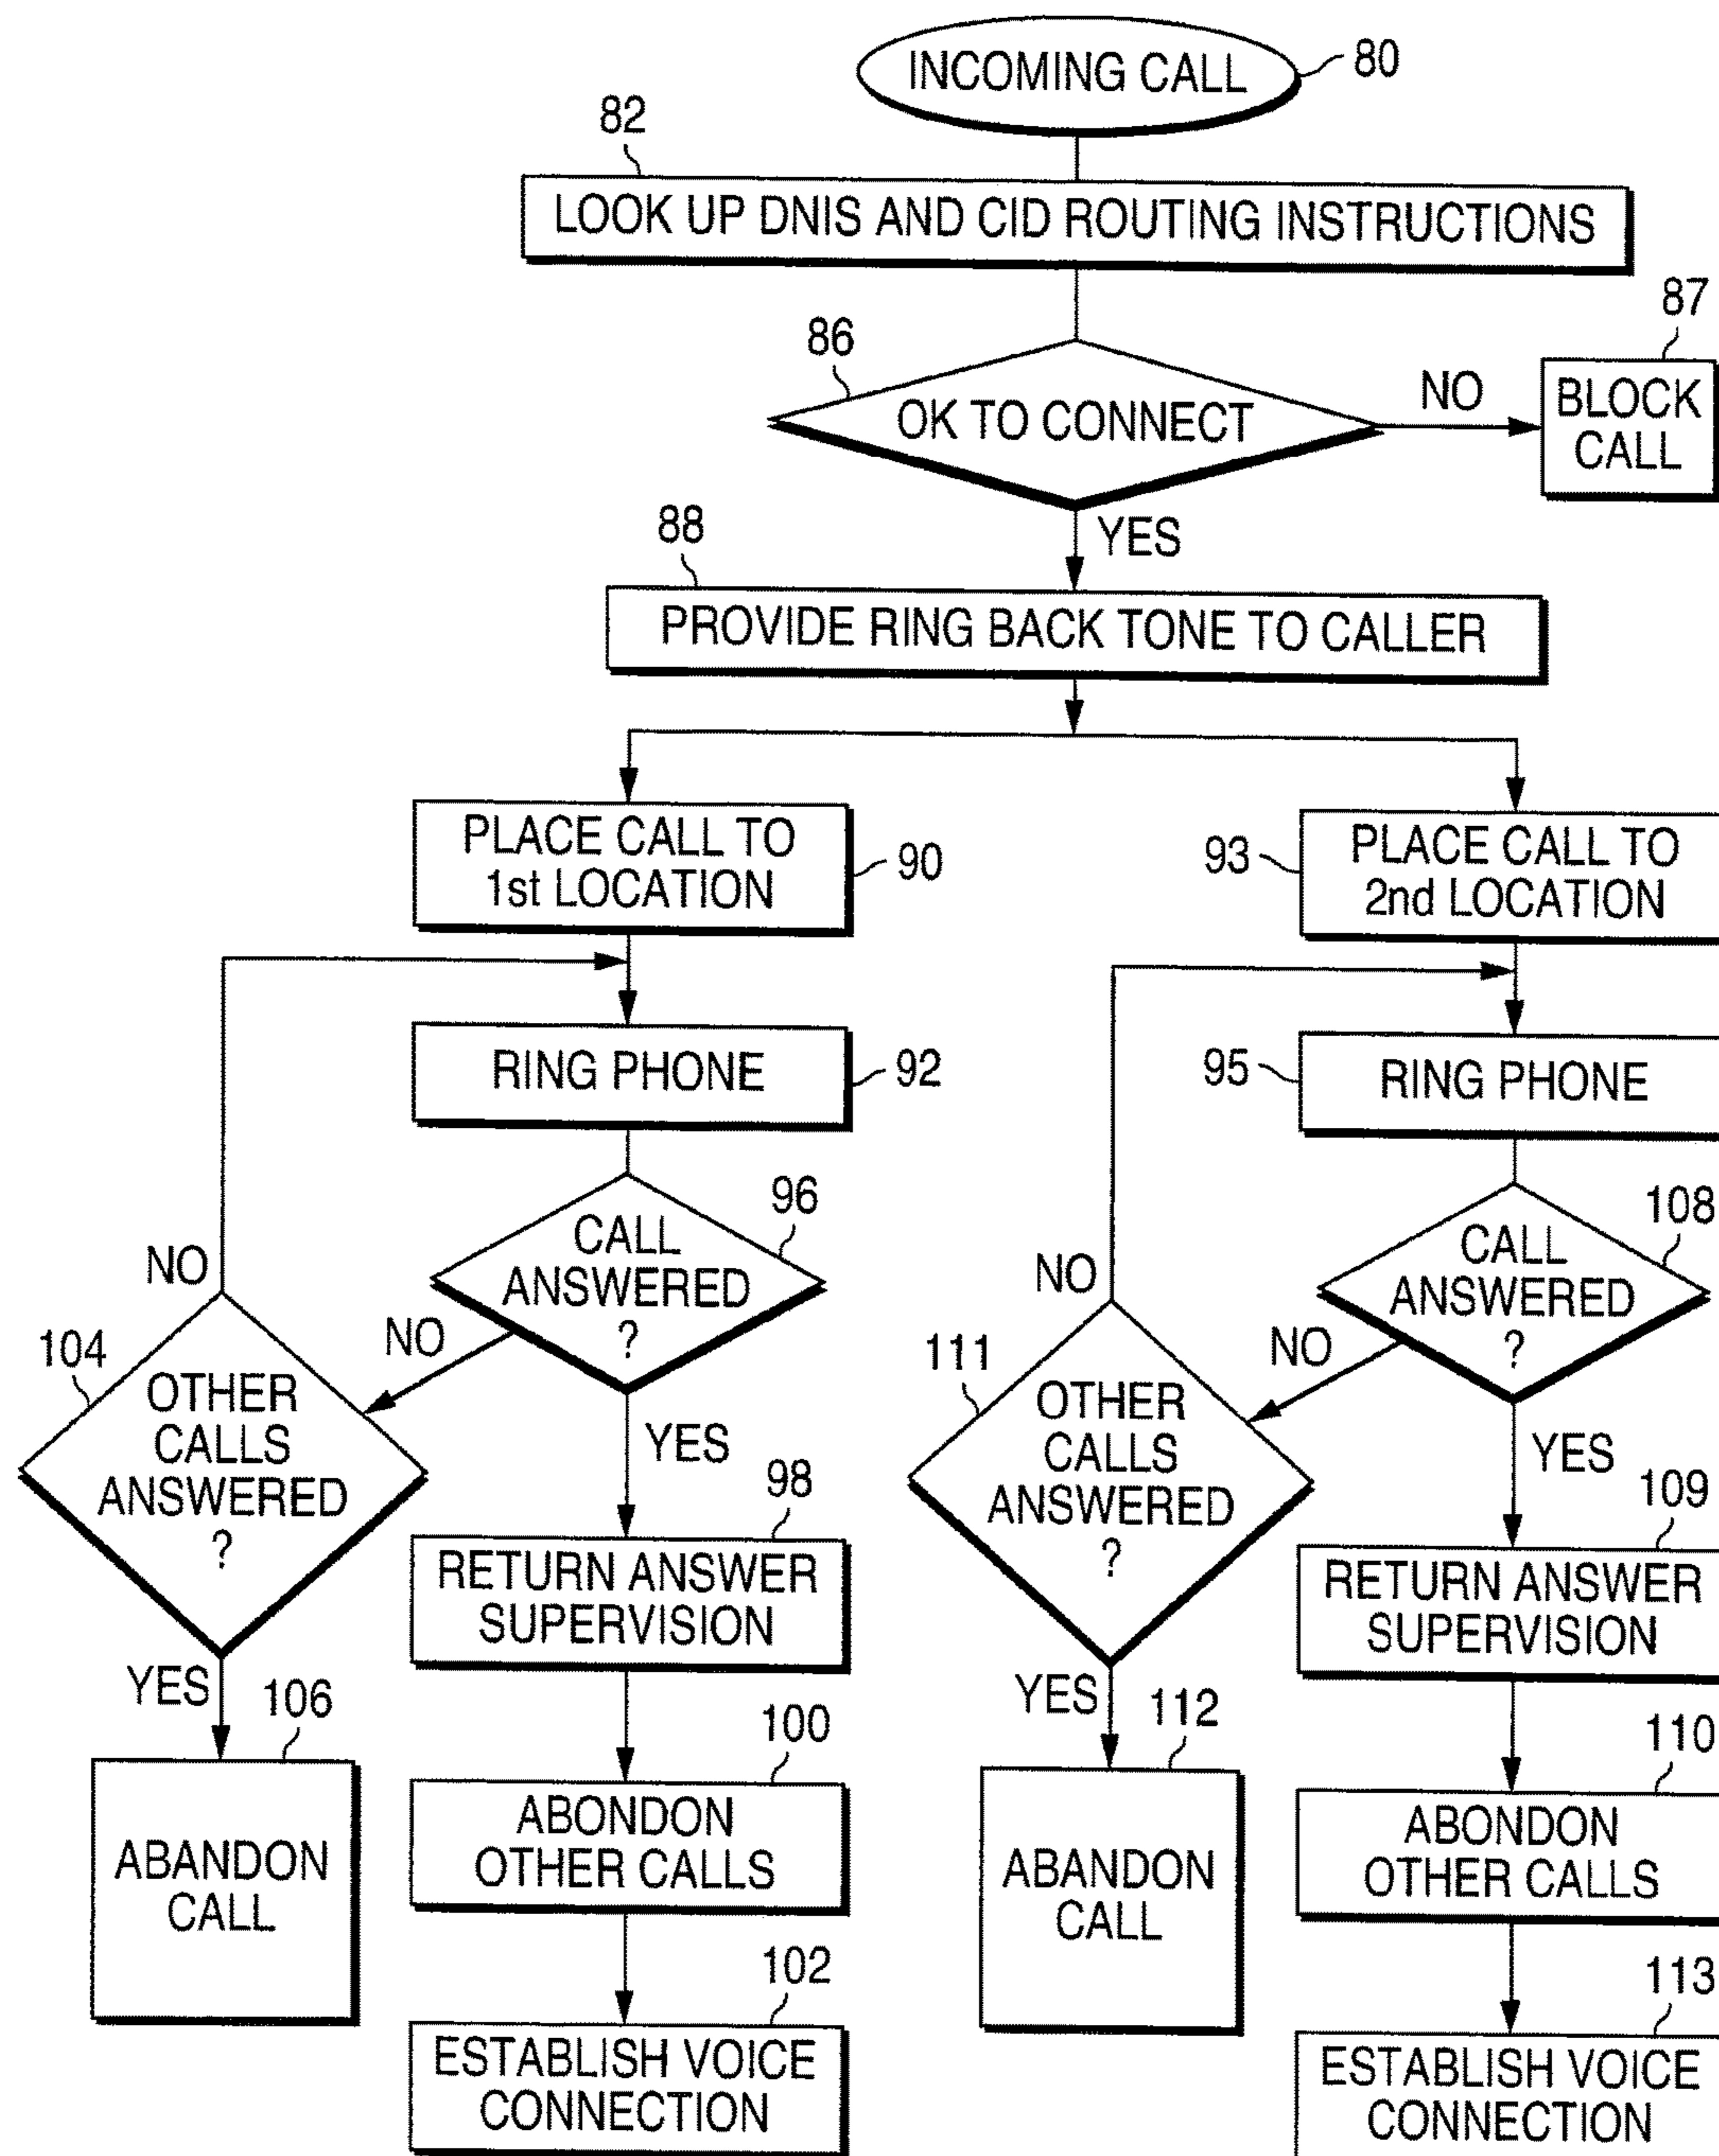 INCOMING CALL
80
82
LOOK UP DNIS AND CID ROUTING INSTRUCTIONS
86
OK TO CONNECT
NO
87
BLOCK
CALL
YES
88
PROVIDE RING BACK TONE TO CALLER
PLACE CALL TO
1st LOCATION
90
93
PLACE CALL TO
2nd LOCATION
RING PHONE
92
95
RING PHONE
96
CALL
ANSWERED
?
NO
YES
108
CALL
ANSWERED
?
NO
YES
NO
104
OTHER
CALLS
ANSWERED
?
YES
NO
111
OTHER
CALLS
ANSWERED
?
YES
98
RETURN ANSWER
SUPERVISION
109
RETURN ANSWER
SUPERVISION
106
ABANDON
CALL
100
ABONDON
OTHER CALLS
112
ABANDON
CALL
110
ABONDON
OTHER CALLS
102
ESTABLISH VOICE
CONNECTION
113
ESTABLISH VOICE
CONNECTION